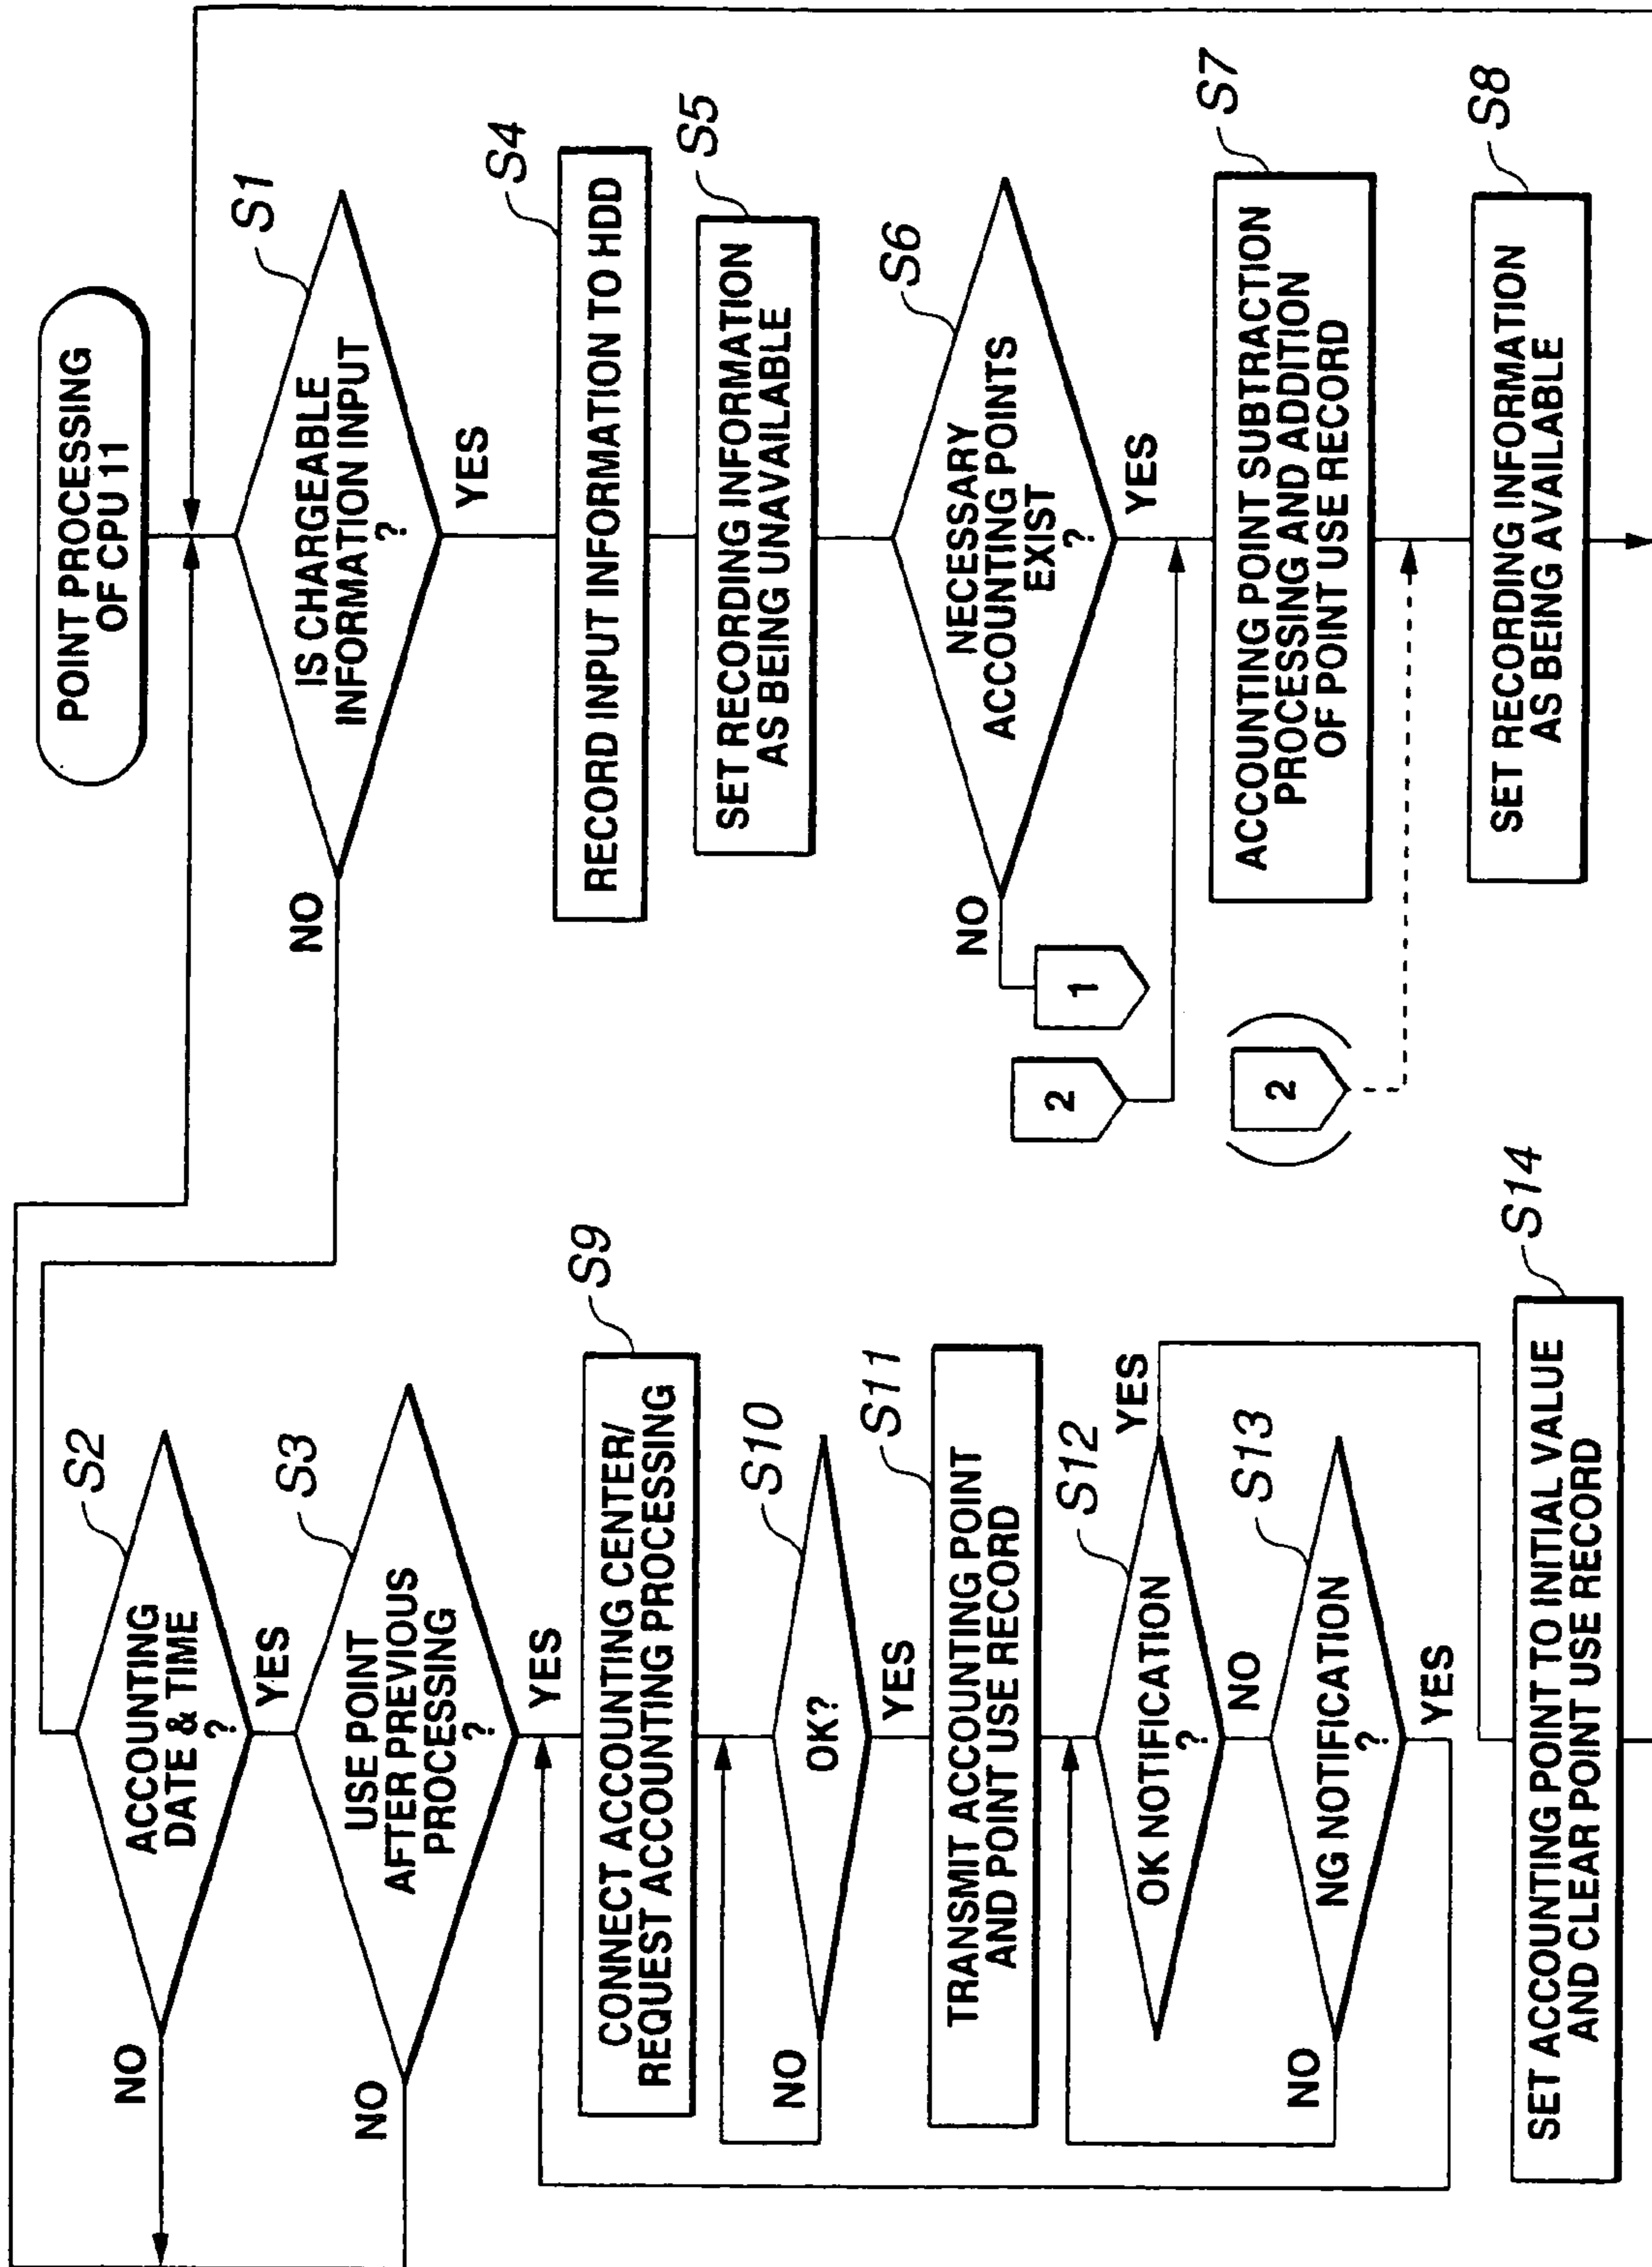 POINT PROCESSING
OF CPU 11
S1
IS CHARGEABLE
INFORMATION INPUT
?
NO
YES
S4
RECORD INPUT INFORMATION TO HDD
S5
SET RECORDING INFORMATION
AS BEING UNAVAILABLE
S6
NECESSARY
ACCOUNTING POINTS
EXIST
?
NO
YES
1
2
S7
ACCOUNTING POINT SUBTRACTION
PROCESSING AND ADDITION
OF POINT USE RECORD
(2)
S8
SET RECORDING INFORMATION
AS BEING AVAILABLE
S2
ACCOUNTING
DATE & TIME
?
NO
YES
S3
USE POINT
AFTER PREVIOUS
PROCESSING
?
NO
YES
S9
CONNECT ACCOUNTING CENTER/
REQUEST ACCOUNTING PROCESSING
S10
OK?
NO
YES
S11
TRANSMIT ACCOUNTING POINT
AND POINT USE RECORD
S12
OK NOTIFICATION
?
YES
NO
S13
NG NOTIFICATION
?
NO
YES
S14
SET ACCOUNTING POINT TO INITIAL VALUE
AND CLEAR POINT USE RECORD